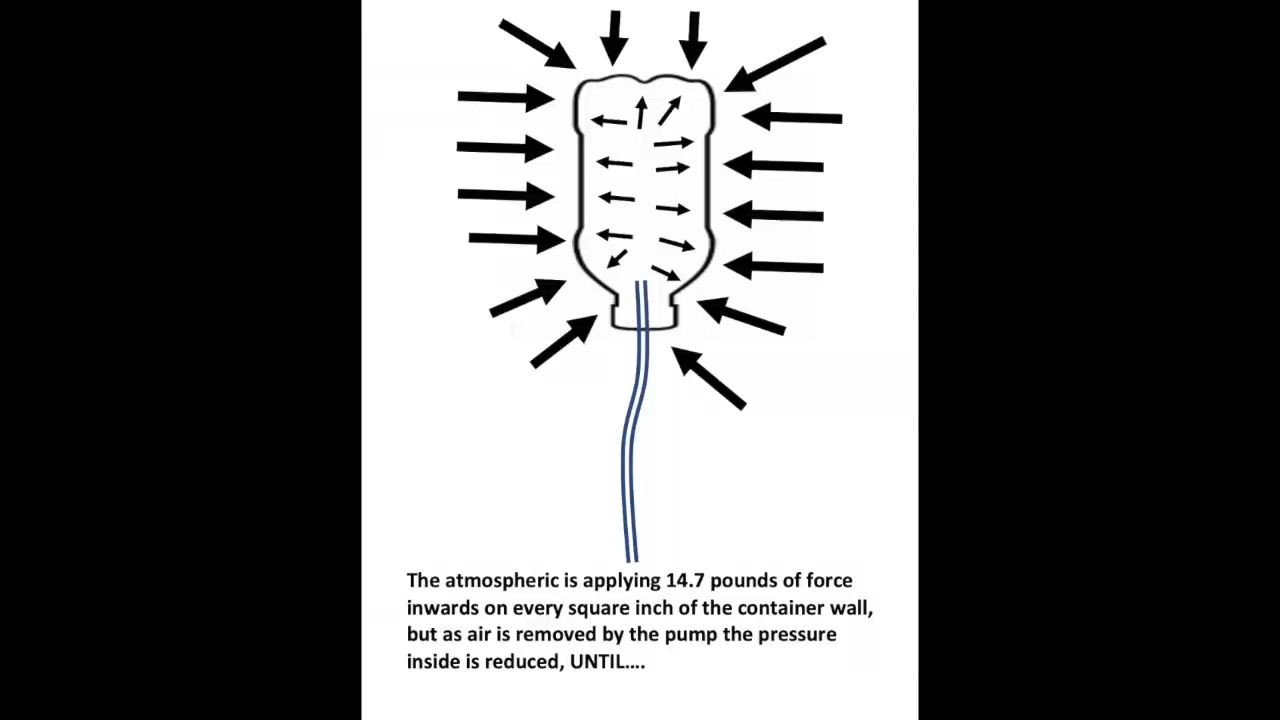 The atmospheric is applying 14.7 pounds of force
inwards on every square inch of the container wall,
but as air is removed by the pump the pressure
inside is reduced, UNTIL....